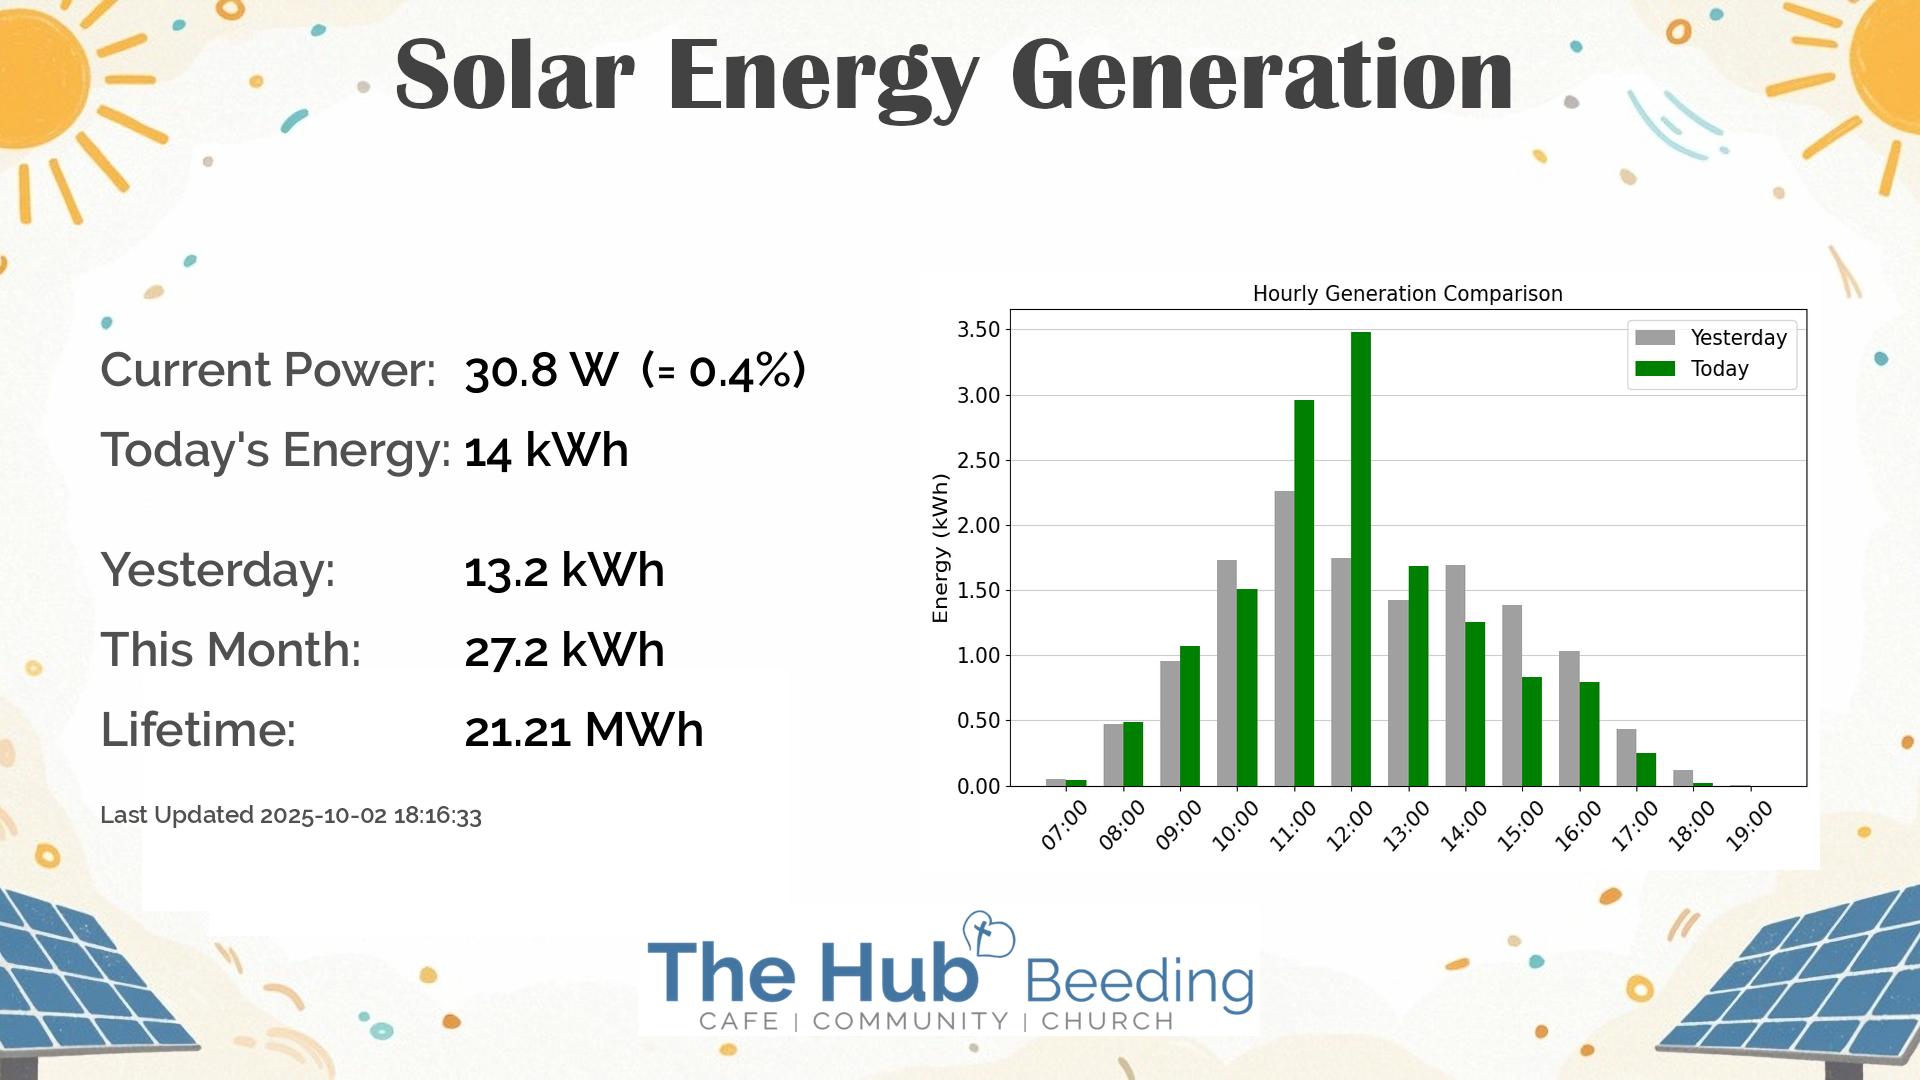 Solar Energy Generation
Current Power: 30.8 W (= 0.4%)
Today's Energy: 14 kWh
Yesterday: 13.2 kWh
This Month: 27.2 kWh
Lifetime: 21.21 MWh
Last Updated 2025-10-02 18:16:33
Hourly Generation Comparison
Yesterday
Today
Energy (kWh)
3.50
3.00
2.50
2.00
1.50
1.00
0.50
0.00
07:00 08:00 09:00 10:00 11:00 12:00 13:00 14:00 15:00 16:00 17:00 18:00 19:00
The Hub Beeding
CAFE | COMMUNITY | CHURCH